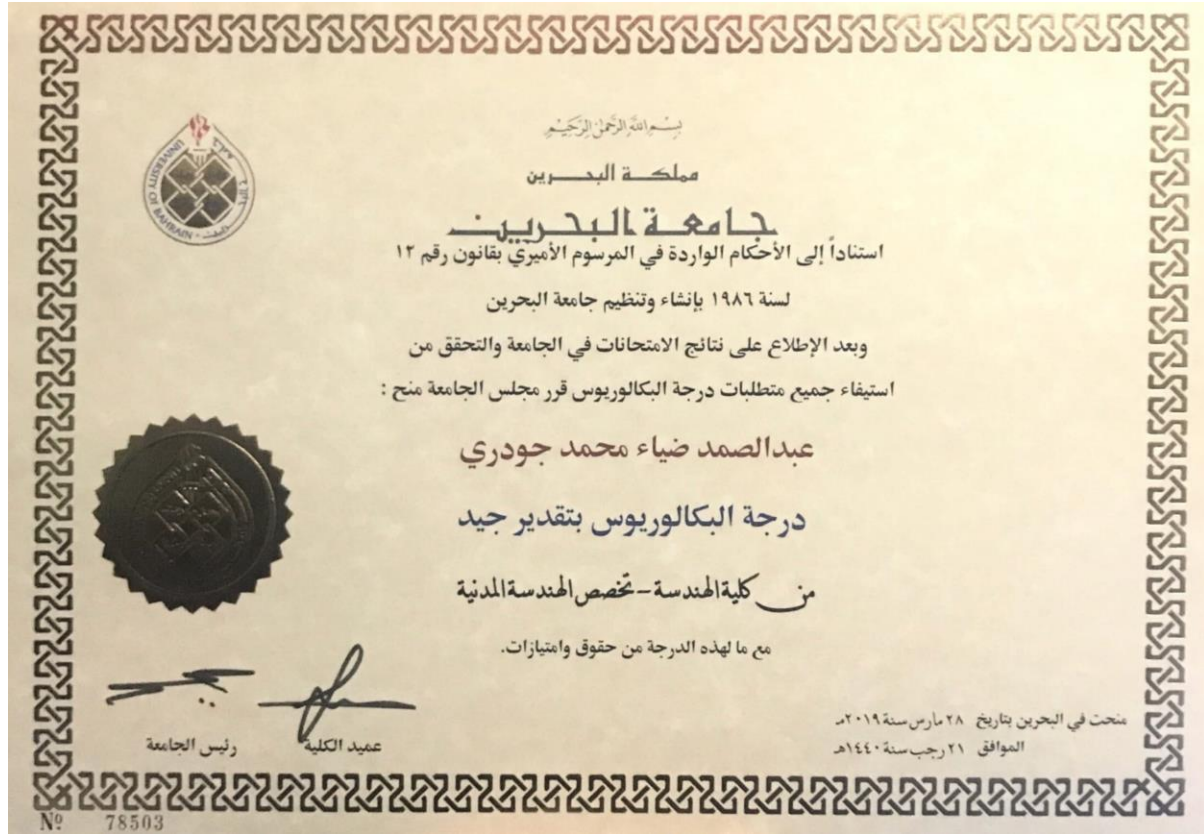 بسم الله الرحمن الرحيم
مملكة البحرين
جامعة البحرين
استناداً إلى الأحكام الواردة في المرسوم الأميري بقانون رقم ١٢
لسنة ١٩٨٦ بإنشاء وتنظيم جامعة البحرين
وبعد الإطلاع على نتائج الامتحانات في الجامعة والتحقق من
استيفاء جميع متطلبات درجة البكالوريوس قرر مجلس الجامعة منح :
عبدالصمد ضياء محمد جودري
درجة البكالوريوس بتقدير جيد
من كلية الهندسة - تخصص الهندسة المدنية
مع ما لهذه الدرجة من حقوق وامتيازات.
منحت في البحرين بتاريخ ٢٨ مارس سنة ٢٠١٩مـ
الموافق ٢١ رجب سنة ١٤٤٠هـ
عميد الكلية
رئيس الجامعة
UNIVERSITY OF BAHRAIN
Nº 78503